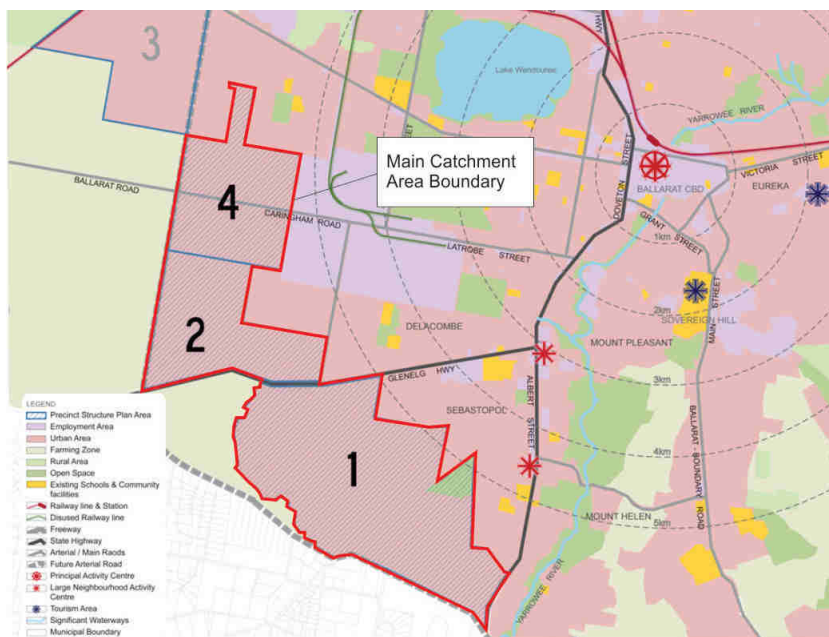 3
HWY
Lake Wendouree
YARROWEE RIVER
STREET
Main Catchment
Area Boundary
BALLARAT ROAD
4
CARINGHAM ROAD
LATROBE STREET
DOVETON STREET
BALLARAT CBD
VICTORIA STREET
EUREKA
GRANT STREET
1km
2km
SOVEREIGN HILL
MAIN STREET
2
DELACOMBE
MOUNT PLEASANT
GLENELG HWY
3km
ALBERT STREET
SEBASTOPOL
BALLARAT - BOUNDARY ROAD
4km
1
MOUNT HELEN
5km
YARROWEE RIVER
LEGEND
Precinct Structure Plan Area
Employment Area
Urban Area
Farming Zone
Rural Area
Open Space
Existing Schools & Community
facilities
Railway line & Station
Disused Railway line
Freeway
State Highway
Arterial / Main Raods
Future Arterial Road
Principal Activity Centre
Large Neighbourhood Activity
Centre
Tourism Area
Significant Waterways
Municipal Boundary